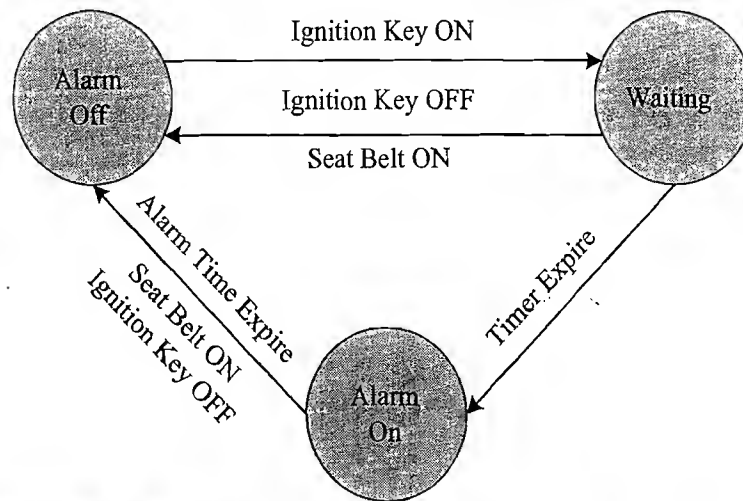 Ignition Key ON
Alarm
Off
Ignition Key OFF
Waiting
Seat Belt ON
Alarm Time Expire
Seat Belt ON
Ignition Key OFF
Timer Expire
Alarm
On